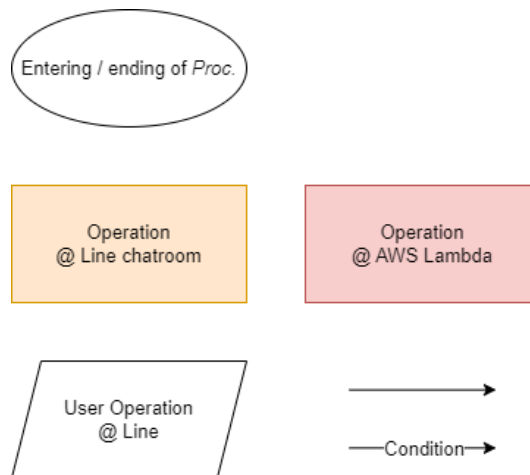 Entering / ending of Proc.
Operation
@ Line chatroom
Operation
@ AWS Lambda
User Operation
@ Line
Condition